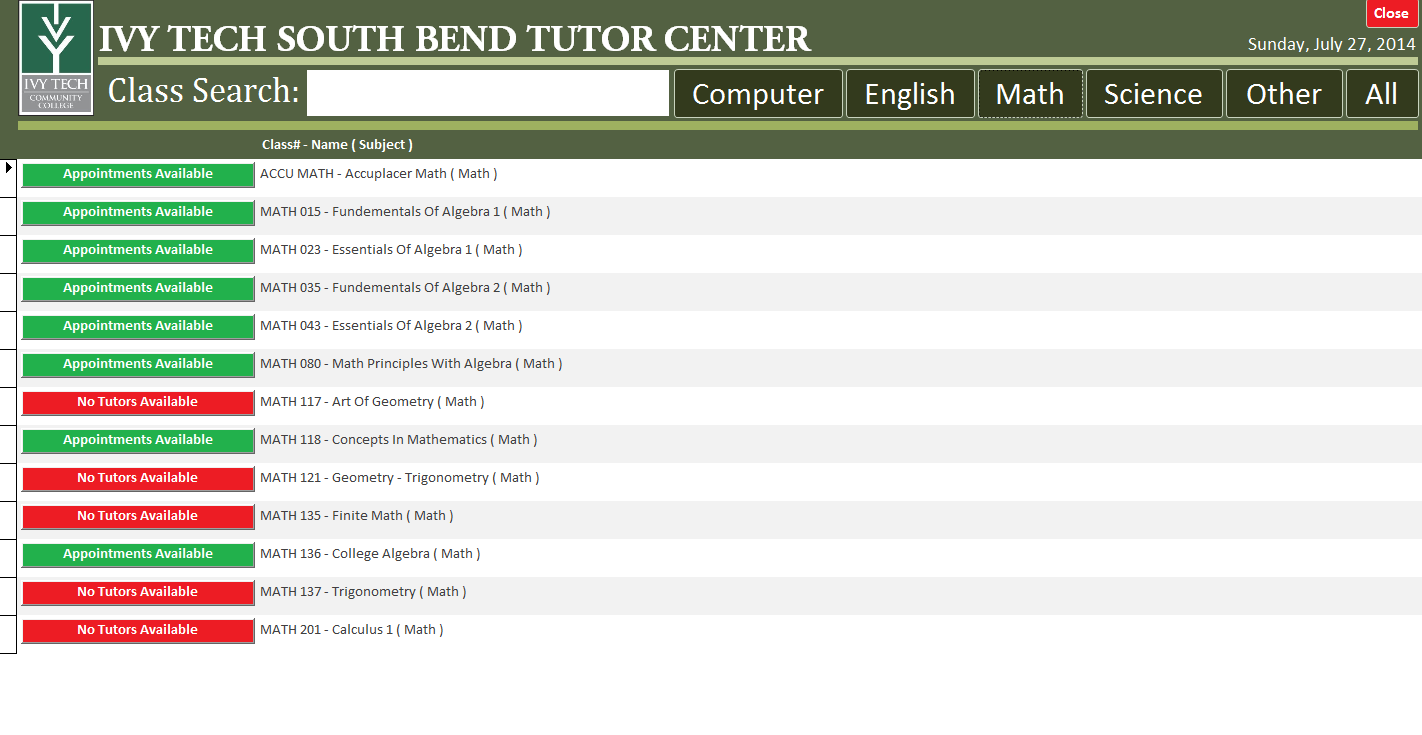 Close
IVY TECH SOUTH BEND TUTOR CENTER
Sunday, July 27, 2014
IVY TECH
COMMUNITY
COLLEGE
Class Search:
Computer English Math Science Other All
Class# - Name ( Subject )
Appointments Available ACCU MATH - Accuplacer Math ( Math )
Appointments Available MATH 015 - Fundementals Of Algebra 1 ( Math )
Appointments Available MATH 023 - Essentials Of Algebra 1 ( Math )
Appointments Available MATH 035 - Fundementals Of Algebra 2 ( Math )
Appointments Available MATH 043 - Essentials Of Algebra 2 ( Math )
Appointments Available MATH 080 - Math Principles With Algebra ( Math )
No Tutors Available MATH 117 - Art Of Geometry ( Math )
Appointments Available MATH 118 - Concepts In Mathematics ( Math )
No Tutors Available MATH 121 - Geometry - Trigonometry ( Math )
No Tutors Available MATH 135 - Finite Math ( Math )
Appointments Available MATH 136 - College Algebra ( Math )
No Tutors Available MATH 137 - Trigonometry ( Math )
No Tutors Available MATH 201 - Calculus 1 ( Math )